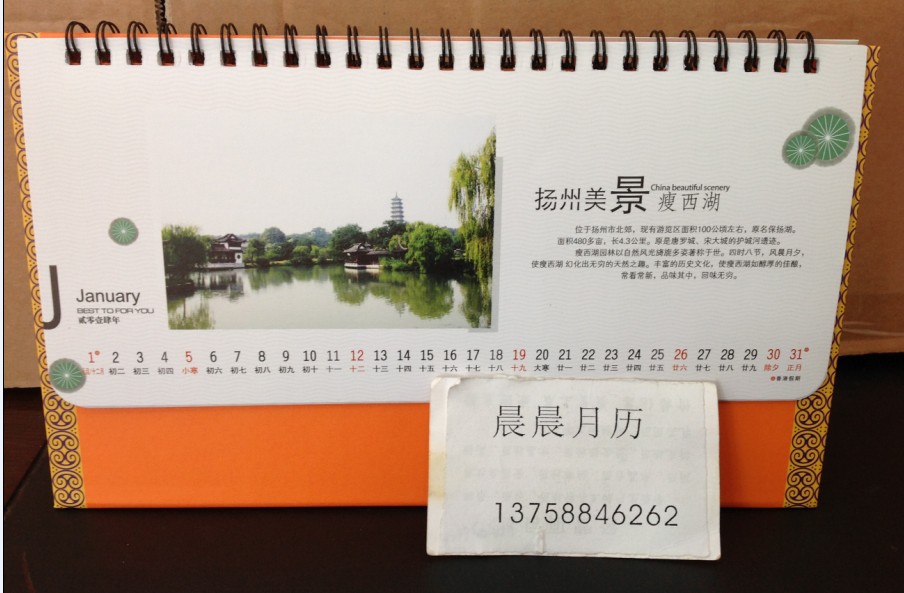 扬州美景 China beautiful scenery
瘦西湖
位于扬州市北郊，现有游览区面积100公顷左右，原名保扬湖。
面积480多亩，长4.3公里。原是唐罗城、宋大城的护城河遗迹。
瘦西湖园林以自然风光旖旎多姿著称于世。四时八节，风晨月夕，
使瘦西湖 幻化出无穷的天然之趣。丰富的历史文化，使瘦西湖如醇厚的佳酿，
常看常新，品味其中，回味无穷。
J
January
BEST TO FOR YOU
贰零壹肆年
1 2 3 4 5 6 7 8 9 10 11 12 13 14 15 16 17 18 19 20 21 22 23 24 25 26 27 28 29 30 31
十二月 初二 初三 初四 小寒 初六 初七 初八 初九 初十 十一 十二 十三 十四 十五 十六 十七 十八 十九 大寒 廿一 廿二 廿三 廿四 廿五 廿六 廿七 廿八 廿九 除夕 正月
晨晨月历
13758846262